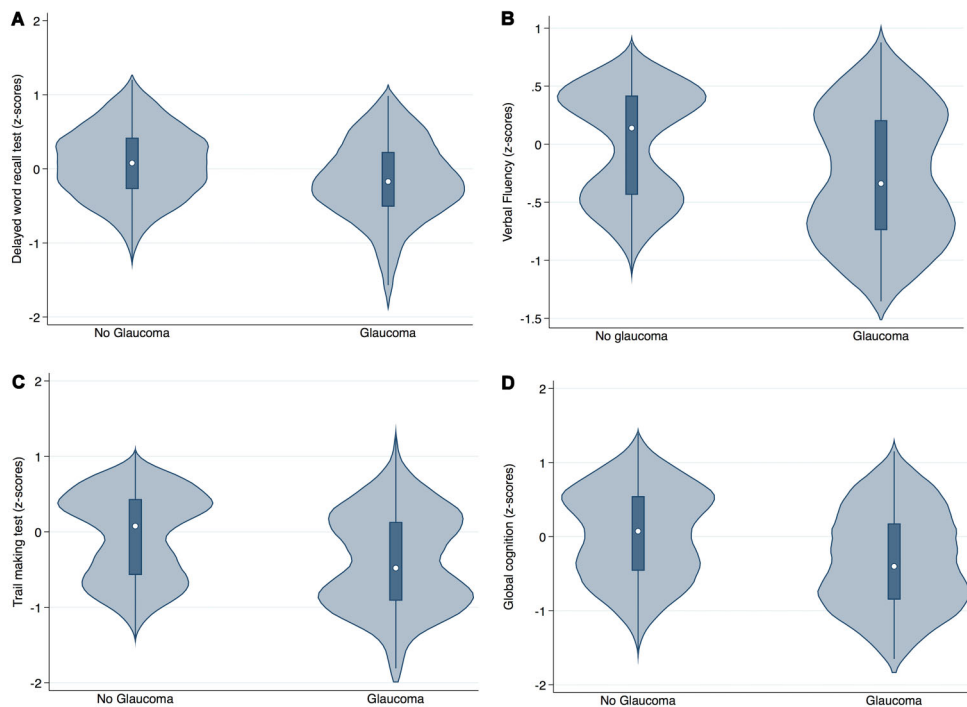 A
Delayed word recall test (z-scores)
2
1
0
-1
-2
No Glaucoma Glaucoma
B
Verbal Fluency (z-scores)
1
.5
0
-.5
-1
-1.5
No glaucoma Glaucoma
C
Trail making test (z-scores)
2
1
0
-1
-2
No Glaucoma Glaucoma
D
Global cognition (z-scores)
2
1
0
-1
-2
No Glaucoma Glaucoma